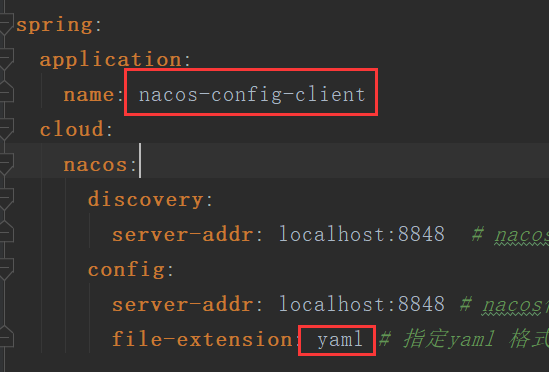 spring:
application:
name: nacos-config-client
cloud:
nacos:
discovery:
server-addr: localhost:8848 # nacos
config:
server-addr: localhost:8848 # nacos
file-extension: yaml # 指定yaml 格式